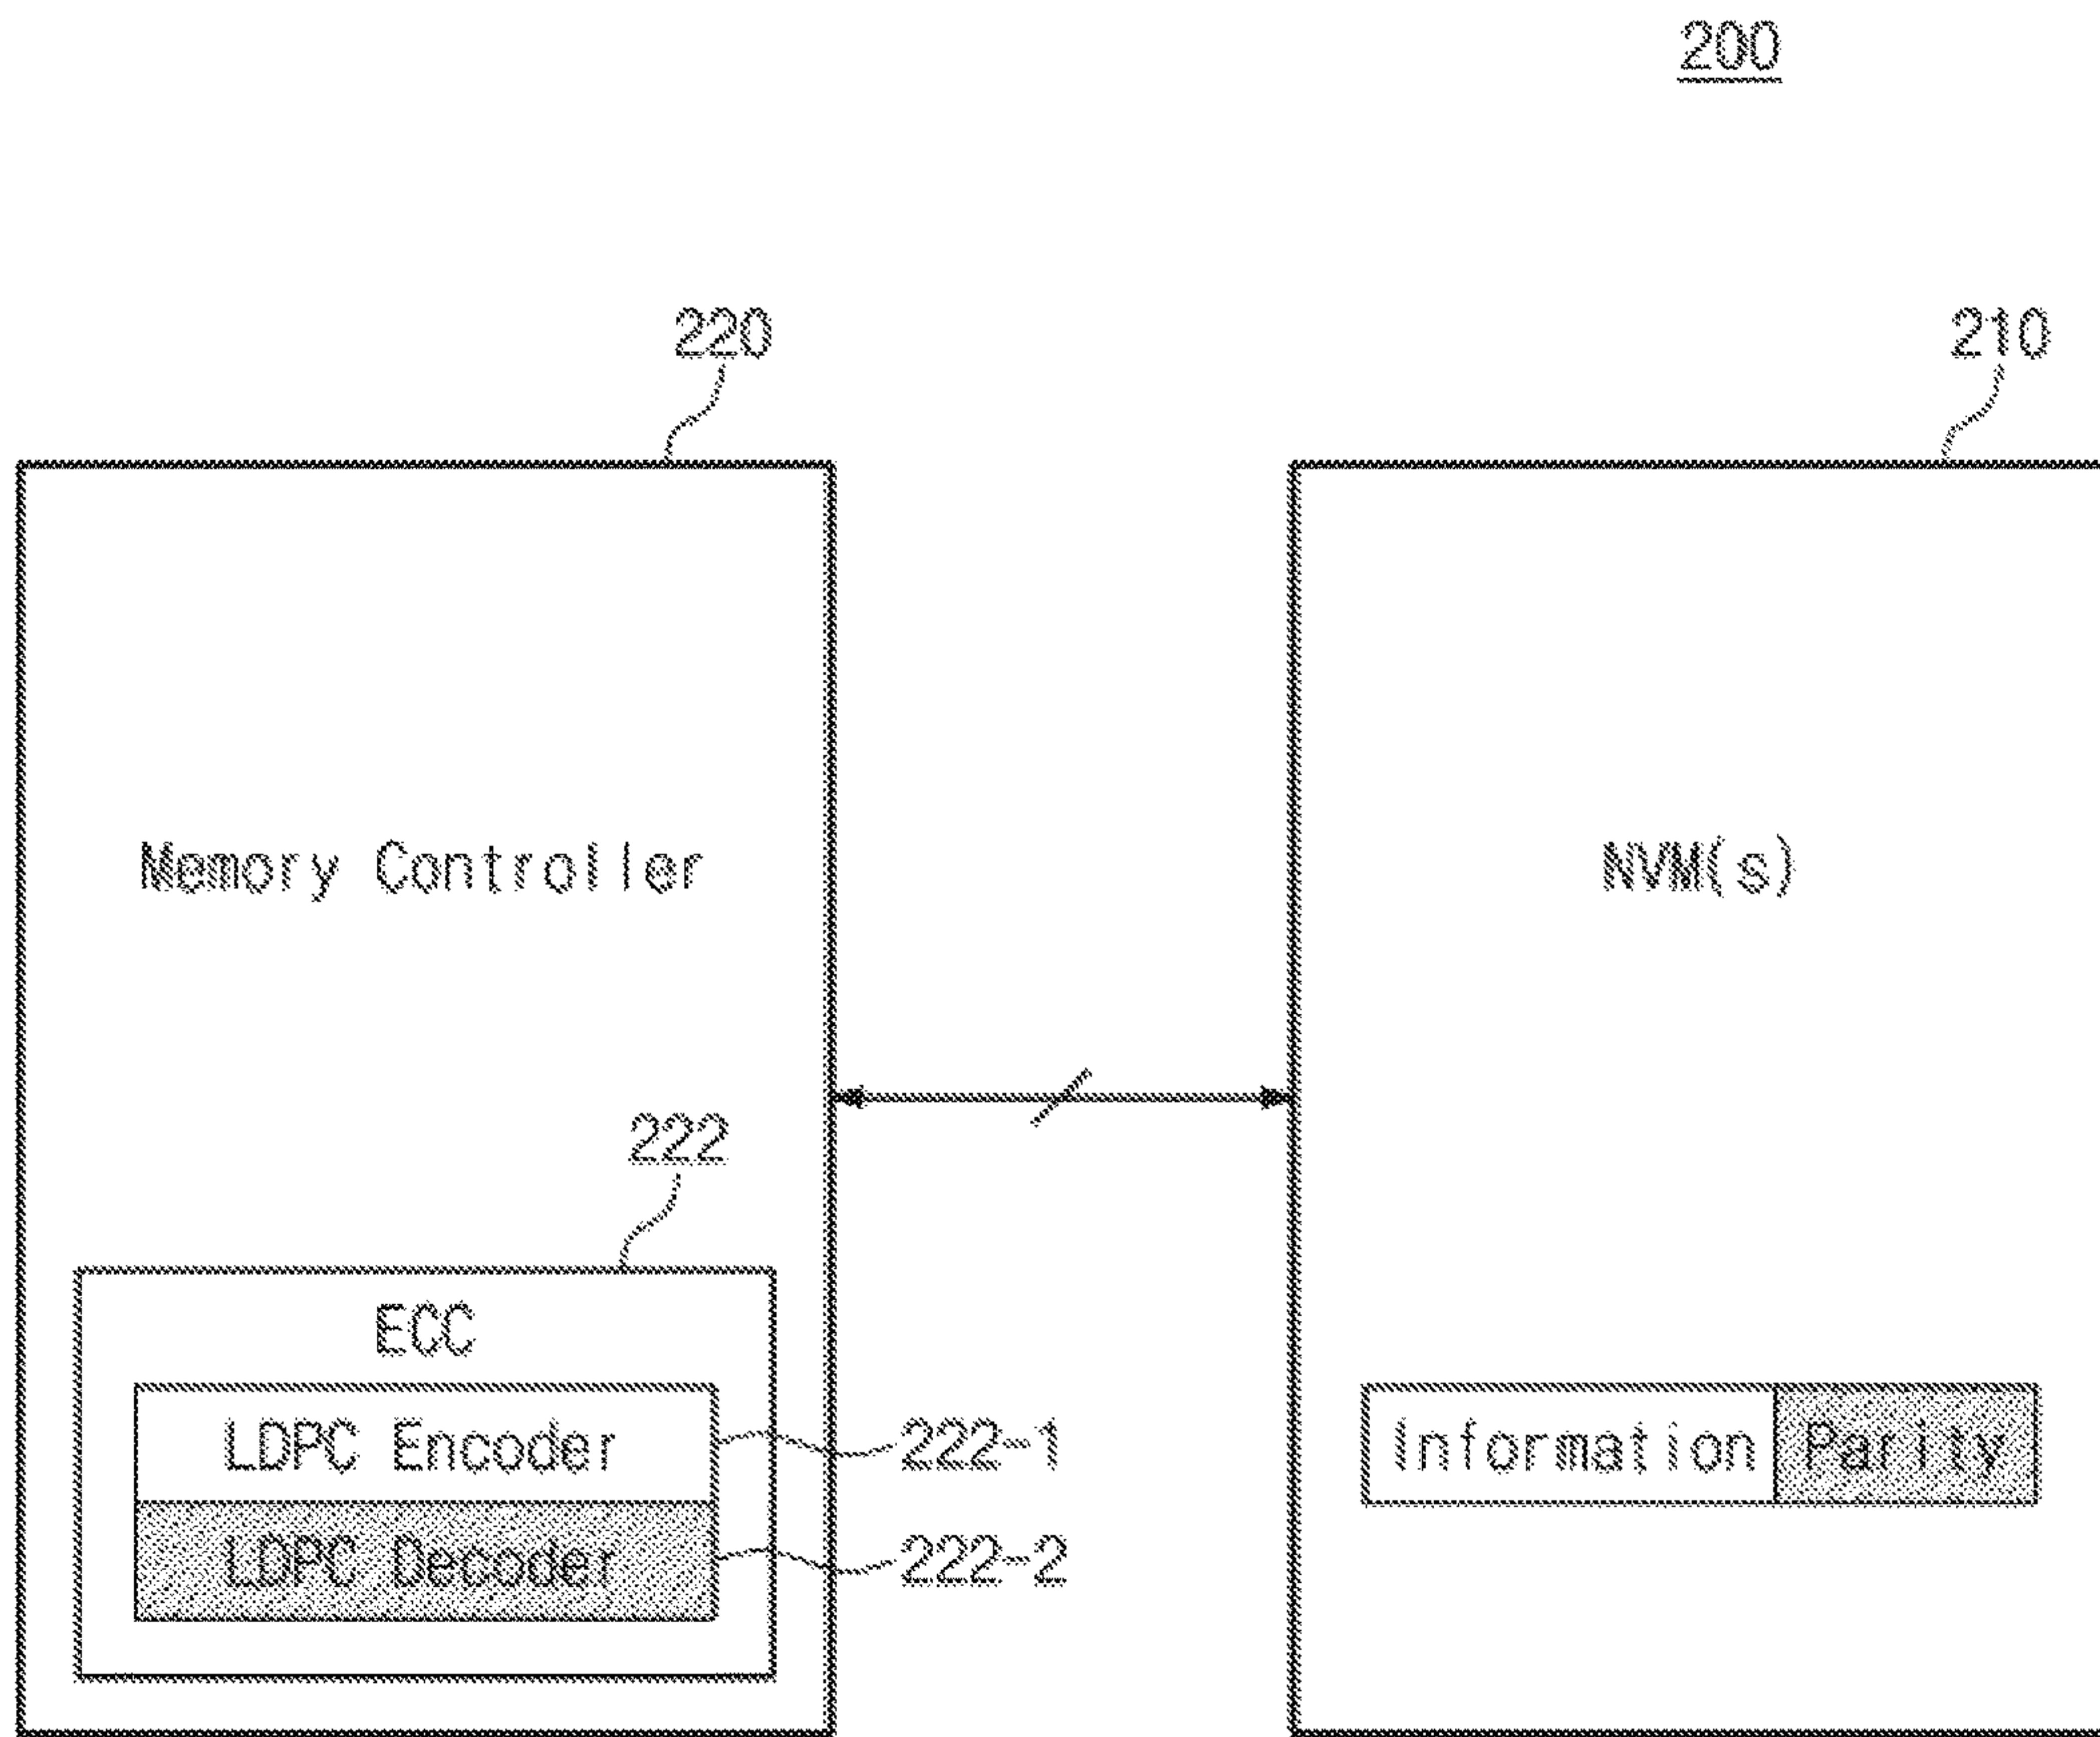 200
220
210
Memory Controller
NVM(s)
222
ECC
LDPC Encoder
222-1
Information
Parity
LDPC Decoder
222-2